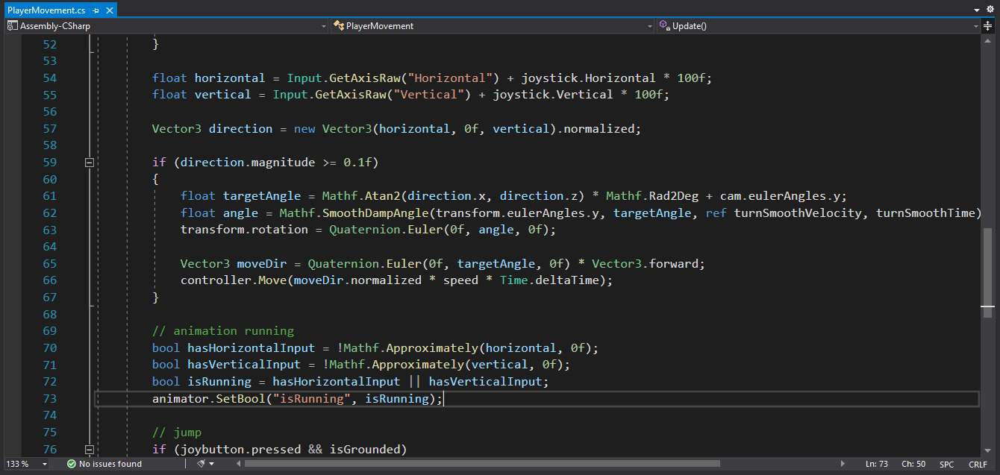 PlayerMovement.cs
Assembly-CSharp PlayerMovement Update()
52 }
53
54 float horizontal = Input.GetAxisRaw("Horizontal") + joystick.Horizontal * 100f;
55 float vertical = Input.GetAxisRaw("Vertical") + joystick.Vertical * 100f;
56
57 Vector3 direction = new Vector3(horizontal, 0f, vertical).normalized;
58
59 if (direction.magnitude >= 0.1f)
60 {
61 float targetAngle = Mathf.Atan2(direction.x, direction.z) * Mathf.Rad2Deg + cam.eulerAngles.y;
62 float angle = Mathf.SmoothDampAngle(transform.eulerAngles.y, targetAngle, ref turnSmoothVelocity, turnSmoothTime)
63 transform.rotation = Quaternion.Euler(0f, angle, 0f);
64
65 Vector3 moveDir = Quaternion.Euler(0f, targetAngle, 0f) * Vector3.forward;
66 controller.Move(moveDir.normalized * speed * Time.deltaTime);
67 }
68
69 // animation running
70 bool hasHorizontalInput = !Mathf.Approximately(horizontal, 0f);
71 bool hasVerticalInput = !Mathf.Approximately(vertical, 0f);
72 bool isRunning = hasHorizontalInput || hasVerticalInput;
73 animator.SetBool("isRunning", isRunning);
74
75 // jump
76 if (joybutton.pressed && isGrounded)
133 % No issues found Ln: 73 Ch: 50 SPC CRLF